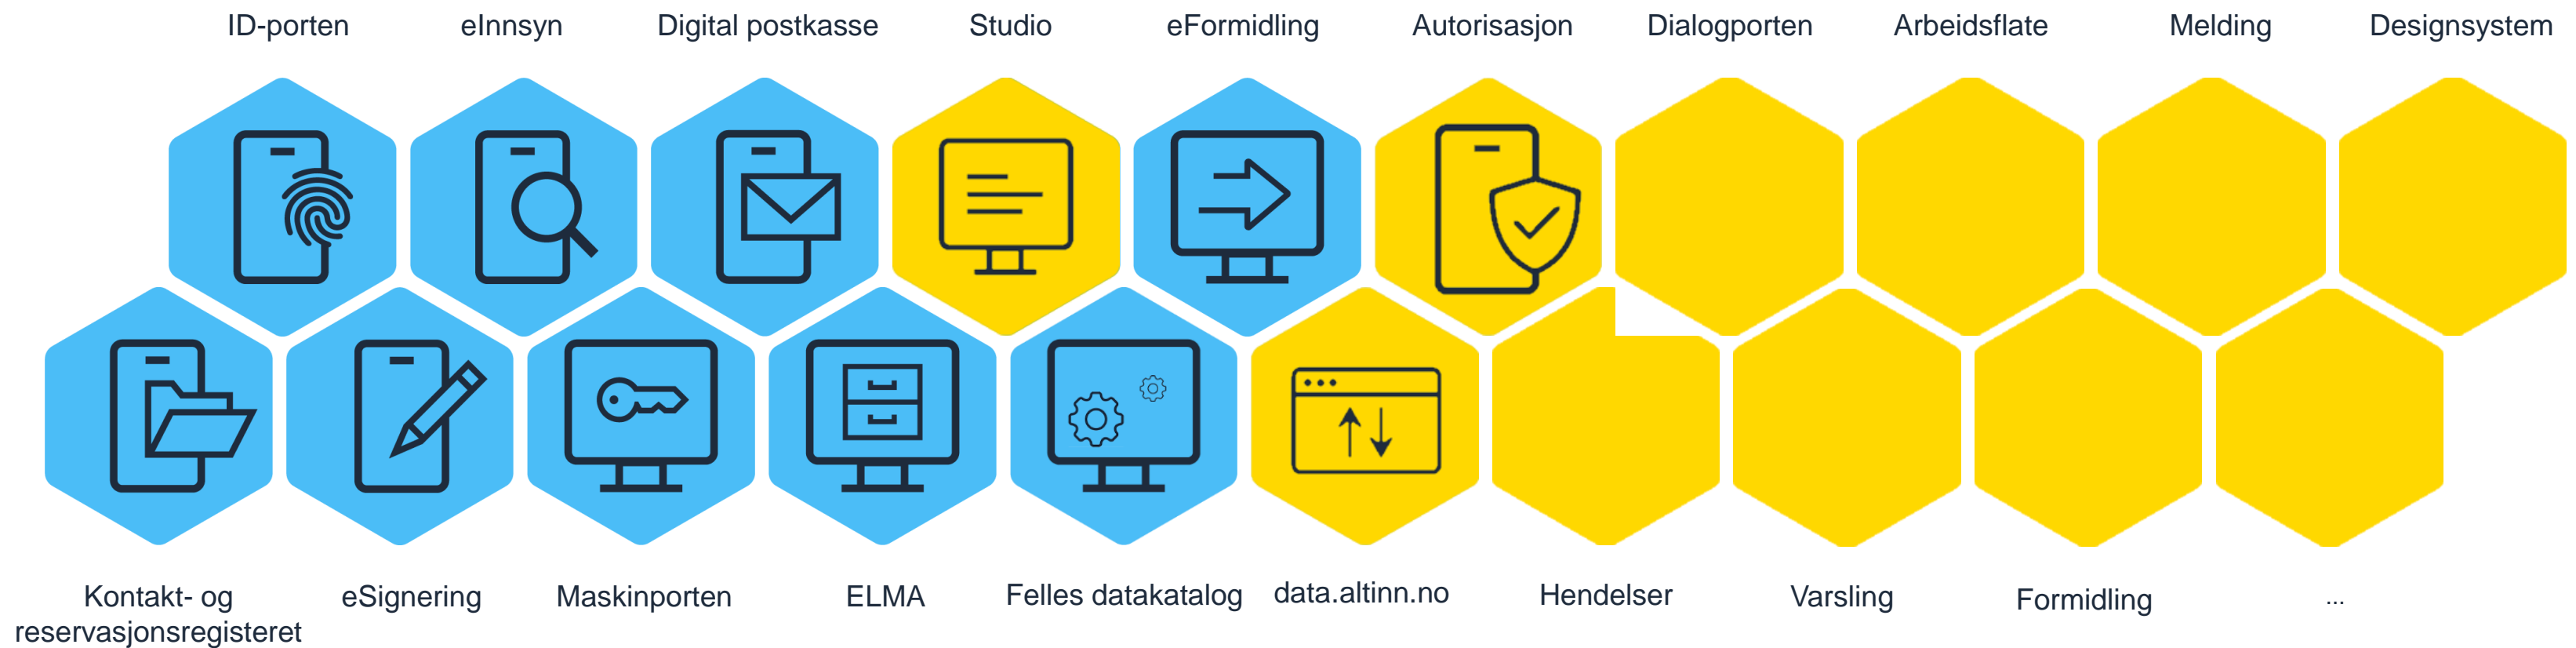 ID-porten
eInnsyn
Digital postkasse
Studio
eFormidling
Autorisasjon
Dialogporten
Arbeidsflate
Melding
Designsystem
Kontakt- og
reservasjonsregisteret
eSignering
Maskinporten
ELMA
Felles datakatalog
data.altinn.no
Hendelser
Varsling
Formidling
...